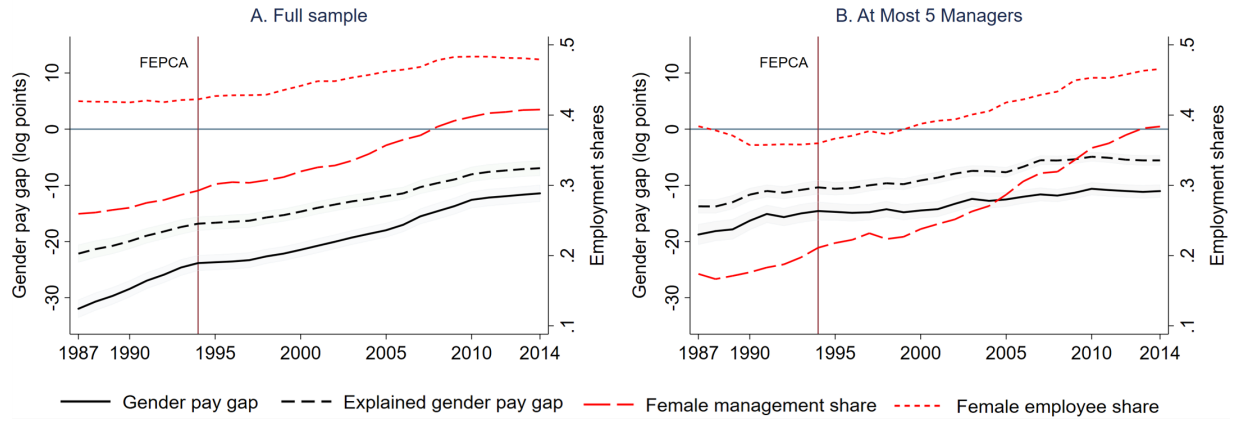 A. Full sample
B. At Most 5 Managers
Gender pay gap (log points)
10
0
-10
-20
-30
FEPCA
.5
.4
.3
.2
.1
Employment shares
1987 1990 1995 2000 2005 2010 2014
Gender pay gap (log points)
10
0
-10
-20
-30
FEPCA
.5
.4
.3
.2
.1
Employment shares
1987 1990 1995 2000 2005 2010 2014
Gender pay gap Explained gender pay gap Female management share Female employee share